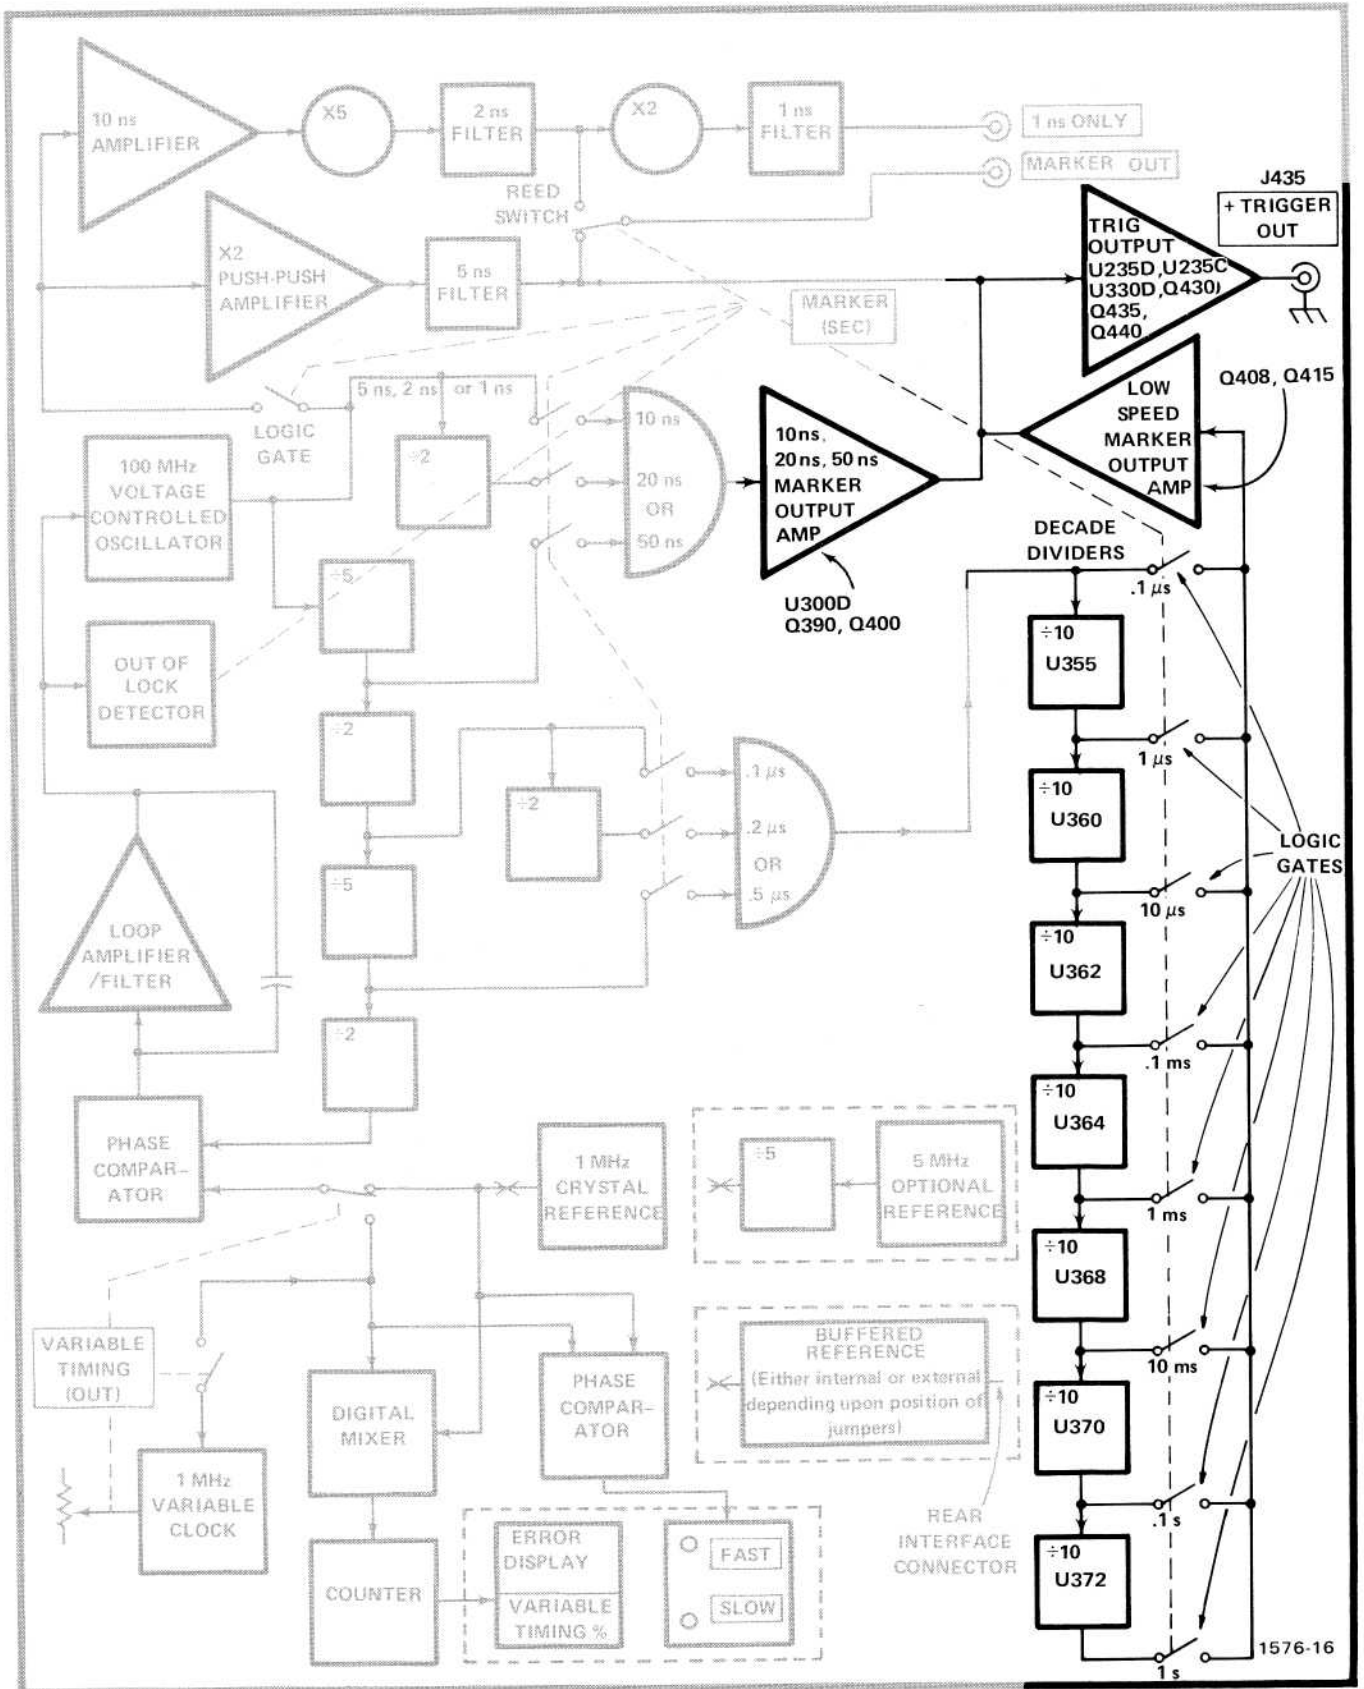 10 ns
AMPLIFIER
X5
2 ns
FILTER
X2
1 ns
FILTER
1 ns ONLY
MARKER OUT
REED
SWITCH
J435
+ TRIGGER
OUT
TRIG
OUTPUT
U235D, U235C
U330D, Q430,
Q435,
Q440
X2
PUSH-PUSH
AMPLIFIER
5 ns
FILTER
MARKER
(SEC)
LOW
SPEED
MARKER
OUTPUT
AMP
Q408, Q415
5 ns, 2 ns or 1 ns
LOGIC
GATE
100 MHz
VOLTAGE
CONTROLLED
OSCILLATOR
÷2
10 ns
20 ns
OR
50 ns
10ns,
20ns, 50 ns
MARKER
OUTPUT
AMP
U300D
Q390, Q400
DECADE
DIVIDERS
.1 µs
÷5
÷10
U355
OUT OF
LOCK
DETECTOR
÷2
1 µs
÷10
U360
÷2
.1 µs
.2 µs
OR
.5 µs
LOGIC
GATES
10 µs
÷5
÷10
U362
LOOP
AMPLIFIER
/FILTER
÷2
.1 ms
÷10
U364
PHASE
COMPAR-
ATOR
1 MHz
CRYSTAL
REFERENCE
÷5
5 MHz
OPTIONAL
REFERENCE
1 ms
÷10
U368
VARIABLE
TIMING
(OUT)
BUFFERED
REFERENCE
(Either internal or external
depending upon position of
jumpers)
10 ms
÷10
U370
DIGITAL
MIXER
PHASE
COMPAR-
ATOR
1 MHz
VARIABLE
CLOCK
REAR
INTERFACE
CONNECTOR
.1 s
÷10
U372
COUNTER
ERROR
DISPLAY
VARIABLE
TIMING %
FAST
SLOW
1 s
1576-16